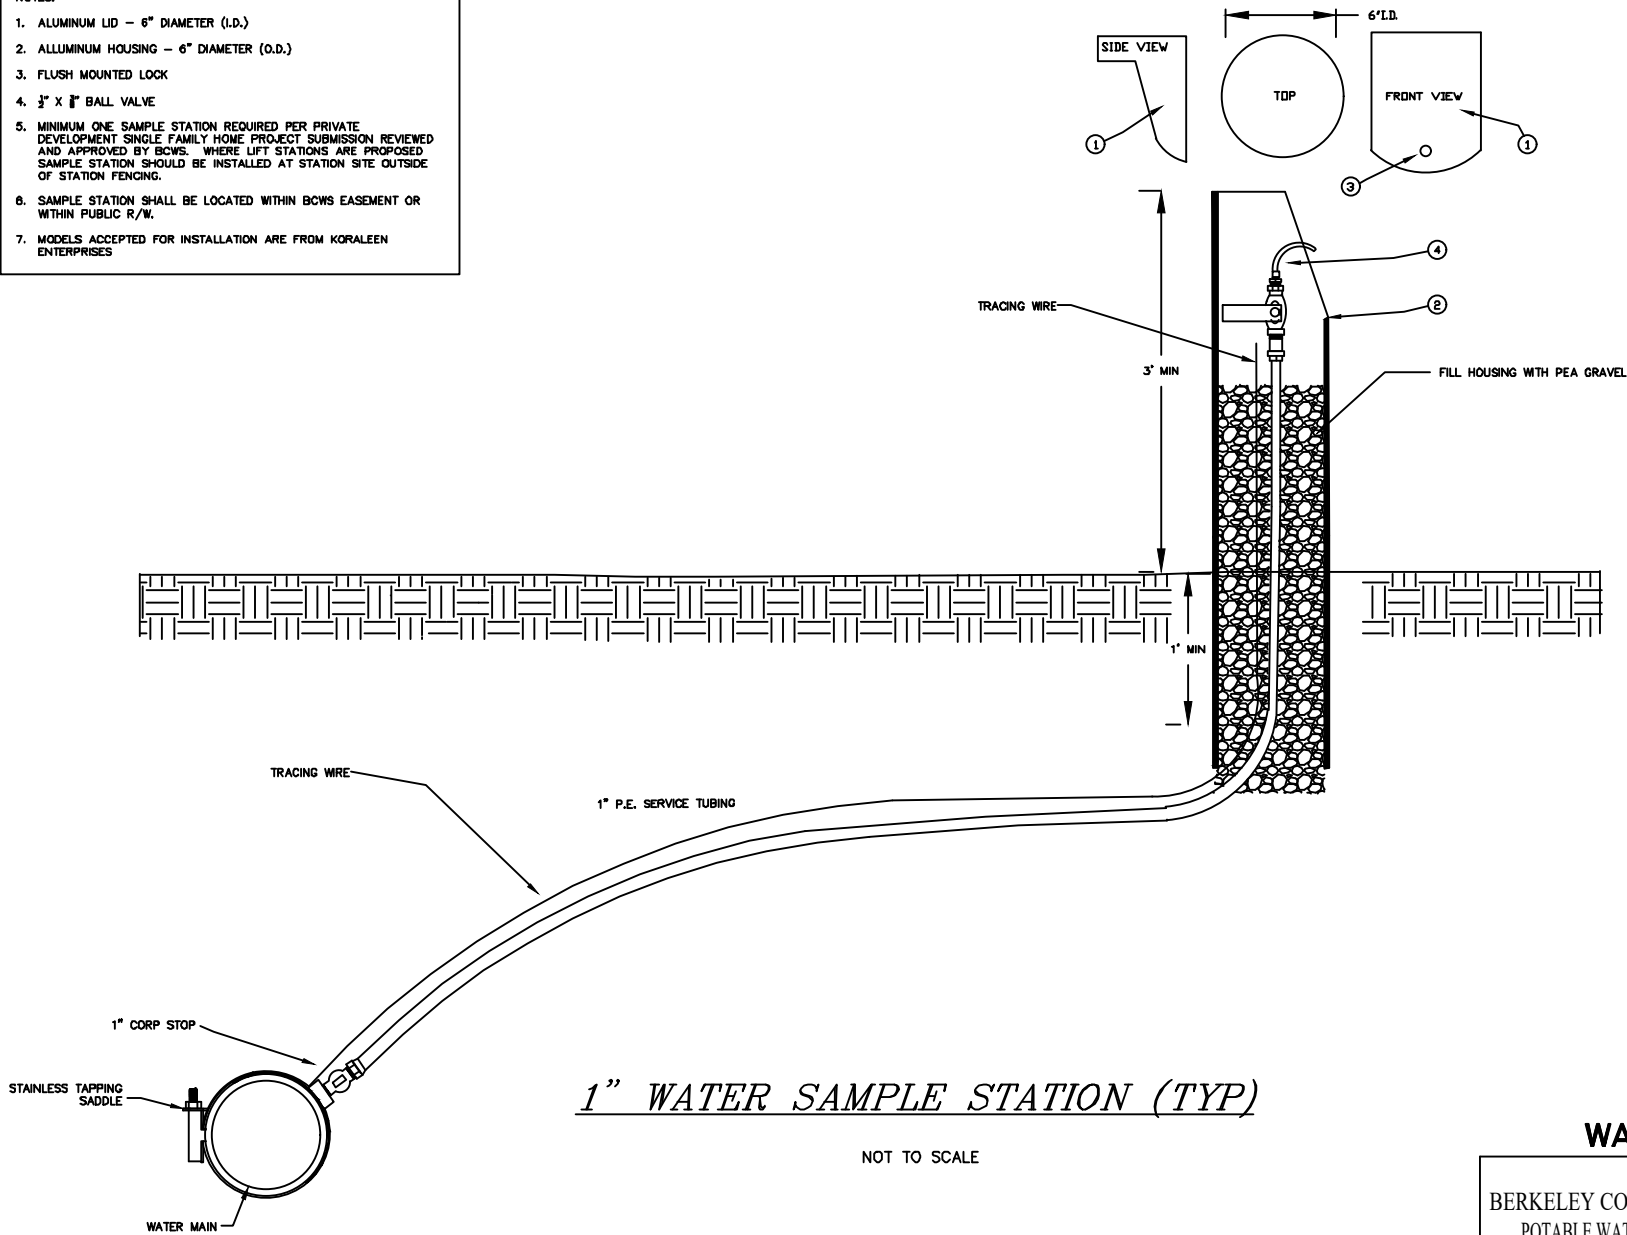 NOTES:
1. ALUMINUM LID – 6" DIAMETER (I.D.)
2. ALLUMINUM HOUSING – 6" DIAMETER (O.D.)
3. FLUSH MOUNTED LOCK
4. X BALL VALVE
5. MINIMUM ONE SAMPLE STATION REQUIRED PER PRIVATE
DEVELOPMENT SINGLE FAMILY HOME PROJECT SUBMISSION REVIEWED
AND APPROVED BY BCWS. WHERE LIFT STATIONS ARE PROPOSED
SAMPLE STATION SHOULD BE INSTALLED AT STATION SITE OUTSIDE
OF STATION FENCING.
6. SAMPLE STATION SHALL BE LOCATED WITHIN BCWS EASEMENT OR
WITHIN PUBLIC R/W.
7. MODELS ACCEPTED FOR INSTALLATION ARE FROM KORALEEN
ENTERPRISES
6"I.D.
SIDE VIEW
TOP
FRONT VIEW
1
1
3
4
2
TRACING WIRE
3' MIN
FILL HOUSING WITH PEA GRAVEL
1' MIN
TRACING WIRE
1" P.E. SERVICE TUBING
1" CORP STOP
STAINLESS TAPPING
SADDLE
WATER MAIN
1" WATER SAMPLE STATION (TYP)
NOT TO SCALE
WA
BERKELEY CO
POTABLE WAT